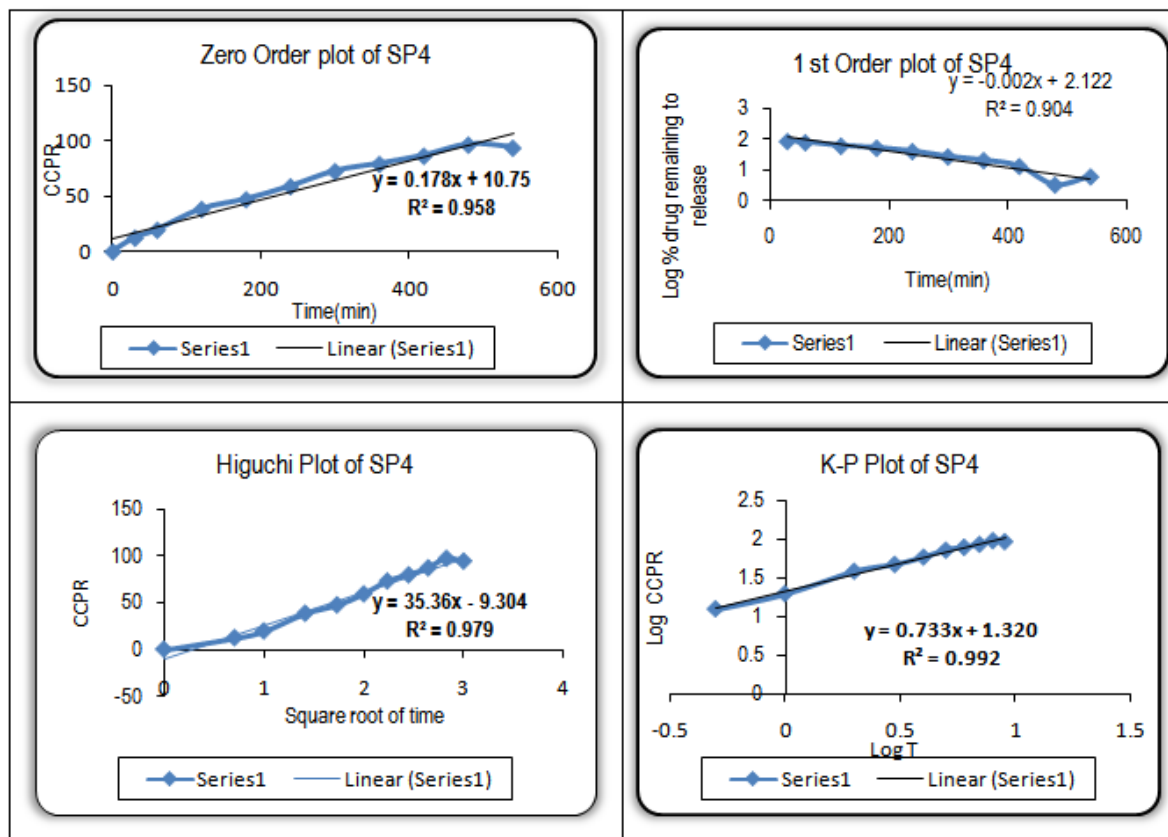 Zero Order plot of SP4
150
100
50
0
CCPR
y = 0.178x + 10.75
R² = 0.958
0 200 400 600
Time(min)
Series1 Linear (Series1)
1 st Order plot of SP4
y = -0.002x + 2.122
R² = 0.904
3
2
1
0
Log % drug remaining to
release
0 200 400 600
Time(min)
Series1 Linear (Series1)
Higuchi Plot of SP4
150
100
50
0
-50
CCPR
y = 35.36x - 9.304
R² = 0.979
0 1 2 3 4
Square root of time
Series1 Linear (Series1)
K-P Plot of SP4
2.5
2
1.5
1
0.5
0
Log CCPR
y = 0.733x + 1.320
R² = 0.992
-0.5 0 0.5 1 1.5
Log T
Series1 Linear (Series1)